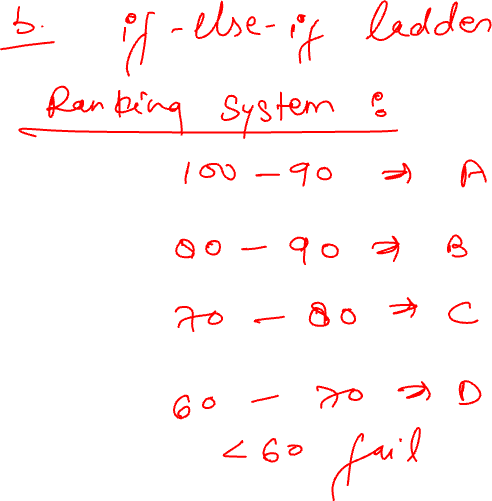 b. if-else-if ladder
Ranking System :
100 - 90 ⇒ A
80 - 90 ⇒ B
70 - 80 ⇒ C
60 - 70 ⇒ D
< 60 fail